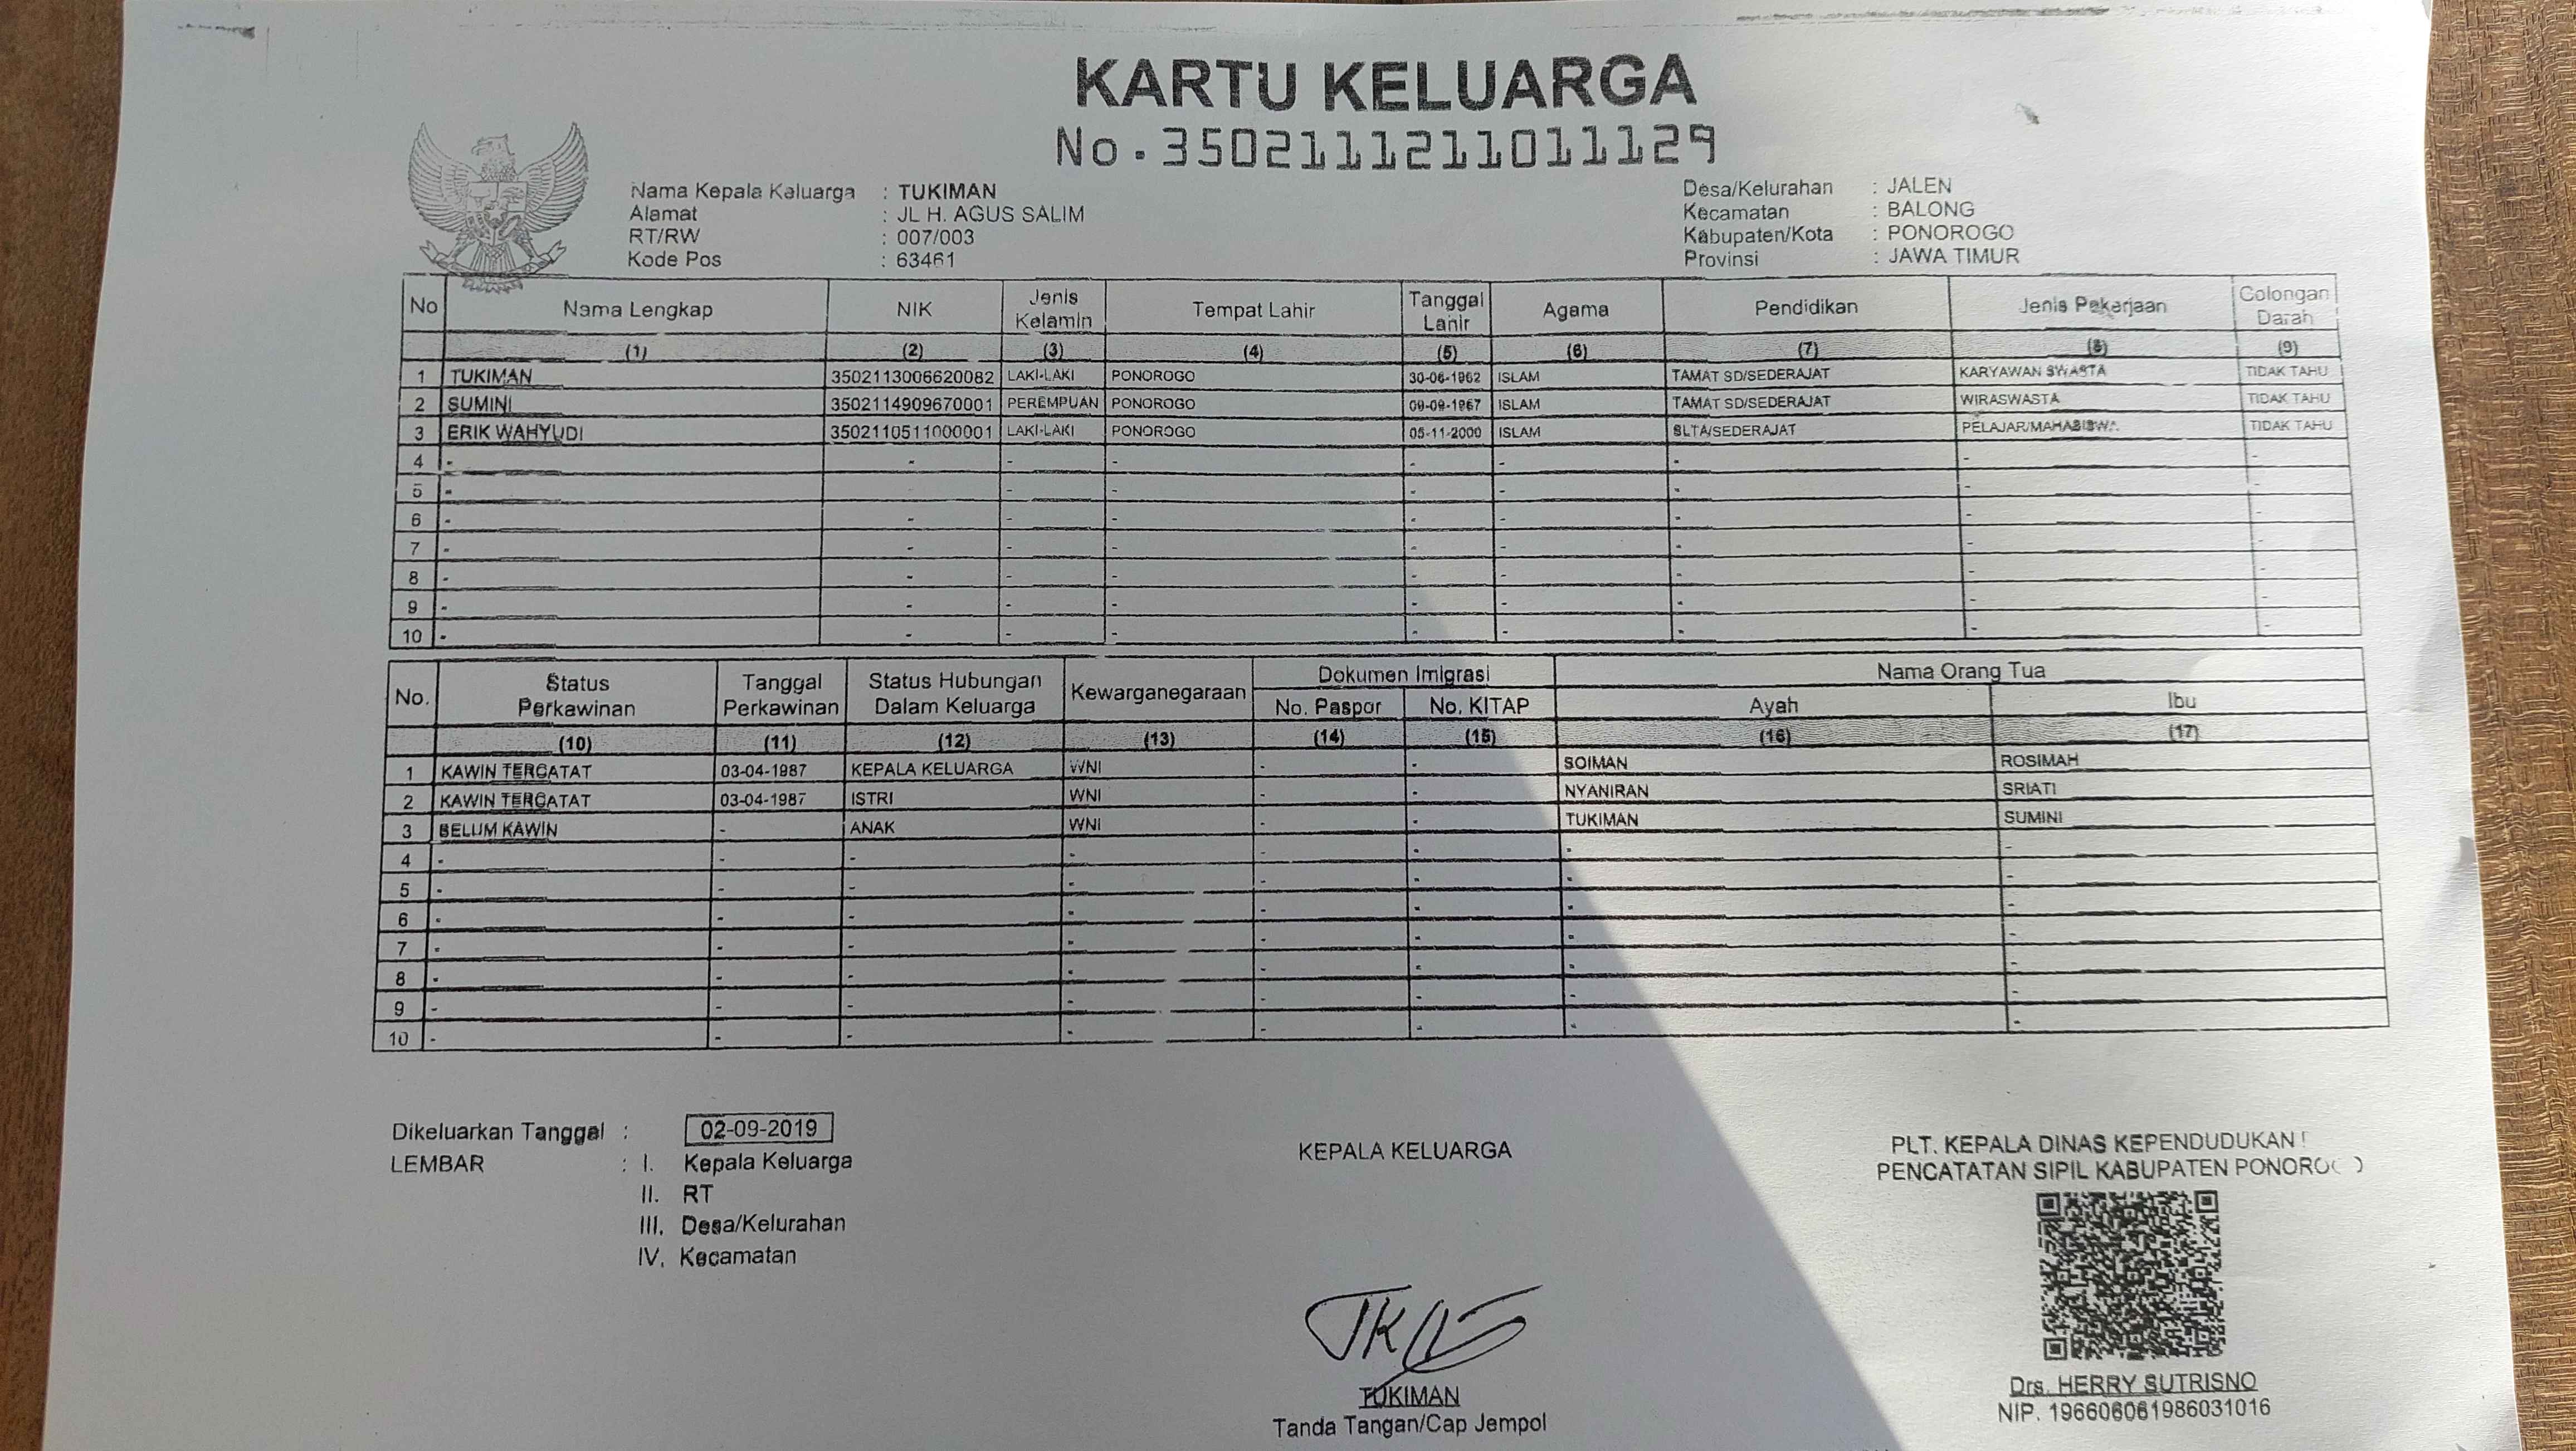 KARTU KELUARGA
No. 3502111211011129
Nama Kepala Keluarga : TUKIMAN
Alamat : JL H. AGUS SALIM
RT/RW : 007/003
Kode Pos : 63461
Desa/Kelurahan : JALEN
Kecamatan : BALONG
Kabupaten/Kota : PONOROGO
Provinsi : JAWA TIMUR
No Nama Lengkap NIK Jenis Kelamin Tempat Lahir Tanggal Lahir Agama Pendidikan Jenis Pekerjaan Golongan Darah
(1) (2) (3) (4) (5) (6) (7) (8) (9)
1 TUKIMAN 3502113006620082 LAKI-LAKI PONOROGO 30-06-1962 ISLAM TAMAT SD/SEDERAJAT KARYAWAN SWASTA TIDAK TAHU
2 SUMINI 3502114909670001 PEREMPUAN PONOROGO 09-09-1967 ISLAM TAMAT SD/SEDERAJAT WIRASWASTA TIDAK TAHU
3 ERIK WAHYUDI 3502110511000001 LAKI-LAKI PONOROGO 05-11-2000 ISLAM SLTA/SEDERAJAT PELAJAR/MAHASISWA TIDAK TAHU
4 - - - - - - - - -
5 - - - - - - - -
6 - - - - - - - - -
7 - - - - - - - - -
8 - - - - - - - - -
9 - - - - - - - - -
10 - - - - - - - - -
No. Status Perkawinan Tanggal Perkawinan Status Hubungan Dalam Keluarga Kewarganegaraan Dokumen Imigrasi Nama Orang Tua
No. Paspor No. KITAP Ayah Ibu
(10) (11) (12) (13) (14) (15) (16) (17)
1 KAWIN TERCATAT 03-04-1987 KEPALA KELUARGA WNI - - SOIMAN ROSIMAH
2 KAWIN TERCATAT 03-04-1987 ISTRI WNI - - NYANIRAN SRIATI
3 BELUM KAWIN - ANAK WNI - - TUKIMAN SUMINI
4 - - - - - - - -
5 - - - - - - - -
6 - - - - - - - -
7 - - - - - - - -
8 - - - - - - - -
9 - - - - - - - -
10 - - - - - - - -
Dikeluarkan Tanggal : 02-09-2019
LEMBAR : I. Kepala Keluarga
II. RT
III. Desa/Kelurahan
IV. Kecamatan
KEPALA KELUARGA
TUKIMAN
Tanda Tangan/Cap Jempol
PLT. KEPALA DINAS KEPENDUDUKAN
PENCATATAN SIPIL KABUPATEN PONORO
Drs. HERRY SUTRISNO
NIP. 196606061986031016